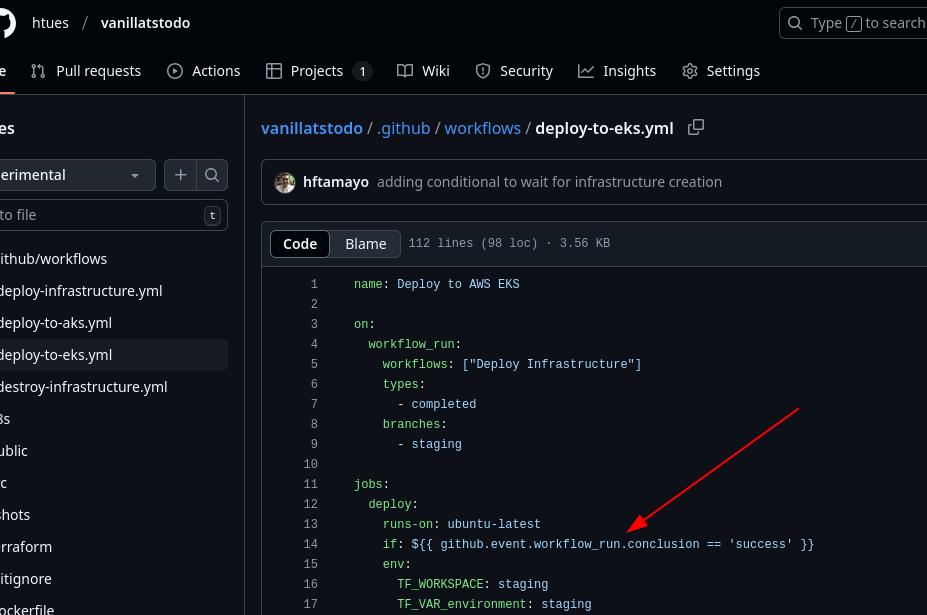 htues / vanillatstodo
Type / to search
e Pull requests Actions Projects 1 Wiki Security Insights Settings
es
vanillatstodo / .github / workflows / deploy-to-eks.yml
erimental
hftamayo adding conditional to wait for infrastructure creation
to file t
Code Blame 112 lines (98 loc) · 3.56 KB
ithub/workflows
deploy-infrastructure.yml
deploy-to-aks.yml
deploy-to-eks.yml
destroy-infrastructure.yml
8s
ublic
rc
shots
erraform
itignore
ockerfile
1 name: Deploy to AWS EKS
2
3 on:
4 workflow_run:
5 workflows: ["Deploy Infrastructure"]
6 types:
7 - completed
8 branches:
9 - staging
10
11 jobs:
12 deploy:
13 runs-on: ubuntu-latest
14 if: ${{ github.event.workflow_run.conclusion == 'success' }}
15 env:
16 TF_WORKSPACE: staging
17 TF_VAR_environment: staging